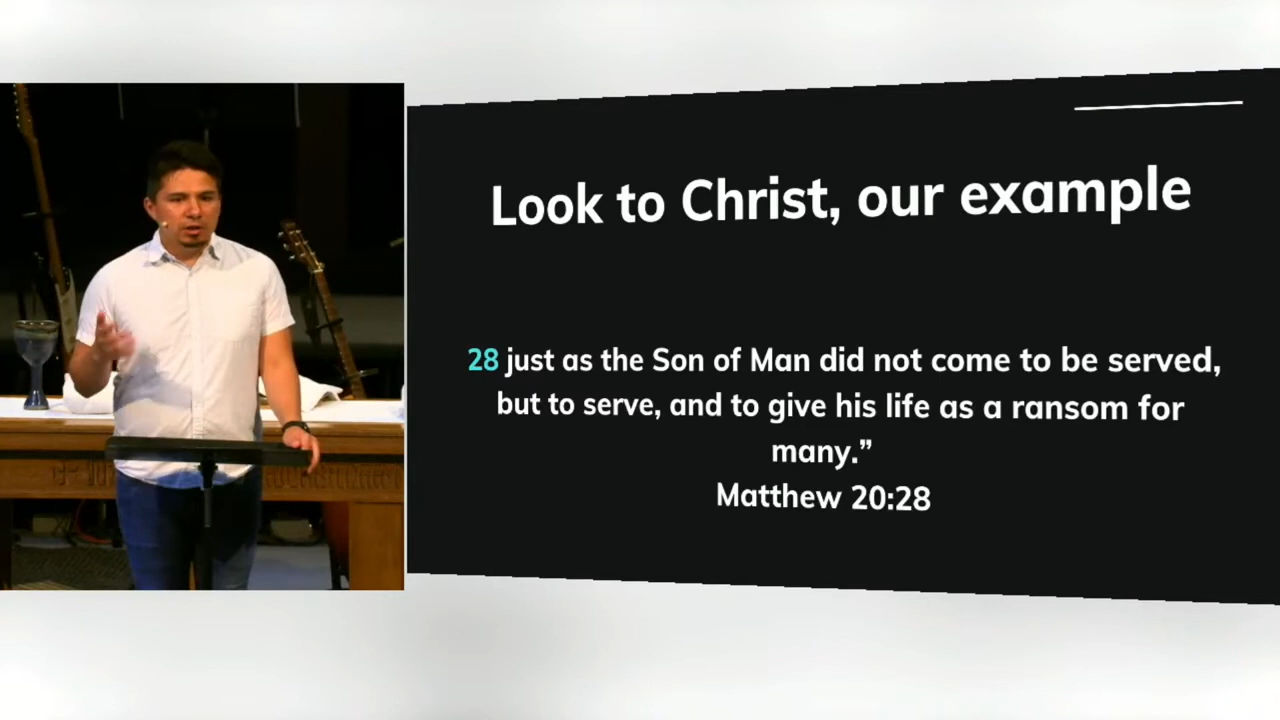 Look to Christ, our example
28 just as the Son of Man did not come to be served,
but to serve, and to give his life as a ransom for
many.”
Matthew 20:28